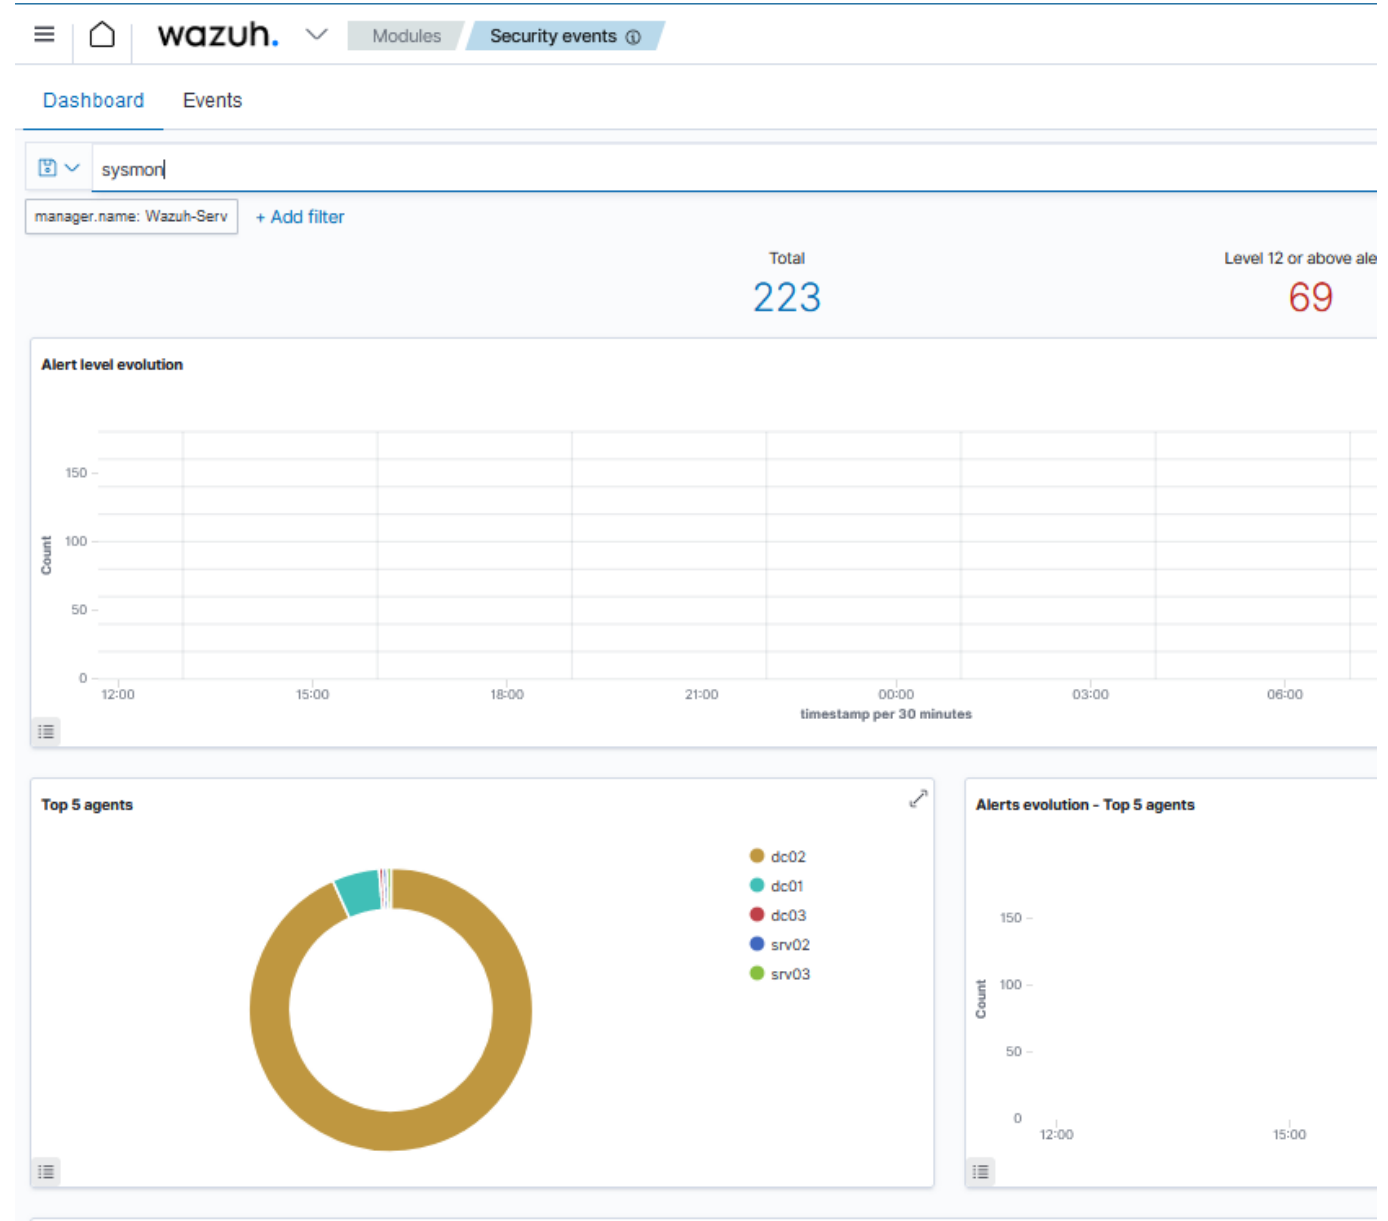 wazuh.
Modules
Security events
Dashboard
Events
sysmon
manager.name: Wazuh-Serv
+ Add filter
Total
223
Level 12 or above ale
69
Alert level evolution
150
100
50
0
Count
12:00
15:00
18:00
21:00
00:00
03:00
06:00
timestamp per 30 minutes
Top 5 agents
dc02
dc01
dc03
srv02
srv03
Alerts evolution - Top 5 agents
150
100
50
0
Count
12:00
15:00